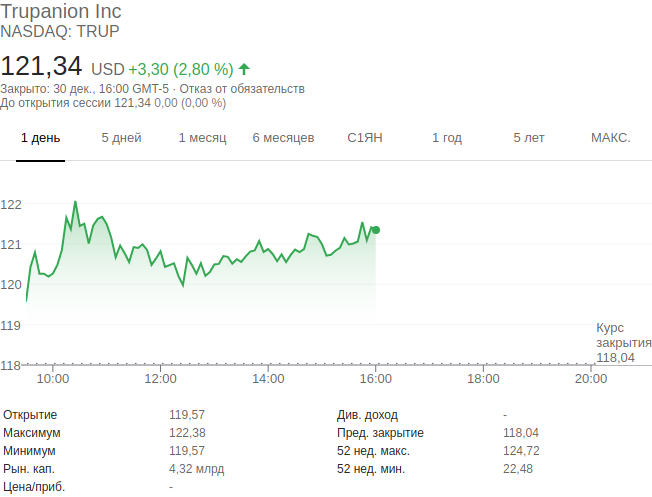 Trupanion Inc
NASDAQ: TRUP
121,34 USD +3,30 (2,80 %)
Закрыто: 30 дек., 16:00 GMT-5 · Отказ от обязательств
До открытия сессии 121,34 0,00 (0,00 %)
1 день 5 дней 1 месяц 6 месяцев С1ЯН 1 год 5 лет МАКС.
122
121
120
119
Курс
закрытия
118,04
118
10:00 12:00 14:00 16:00 18:00 20:00
Открытие 119,57 Див. доход -
Максимум 122,38 Пред. закрытие 118,04
Минимум 119,57 52 нед. макс. 124,72
Рын. кап. 4,32 млрд 52 нед. мин. 22,48
Цена/приб. -